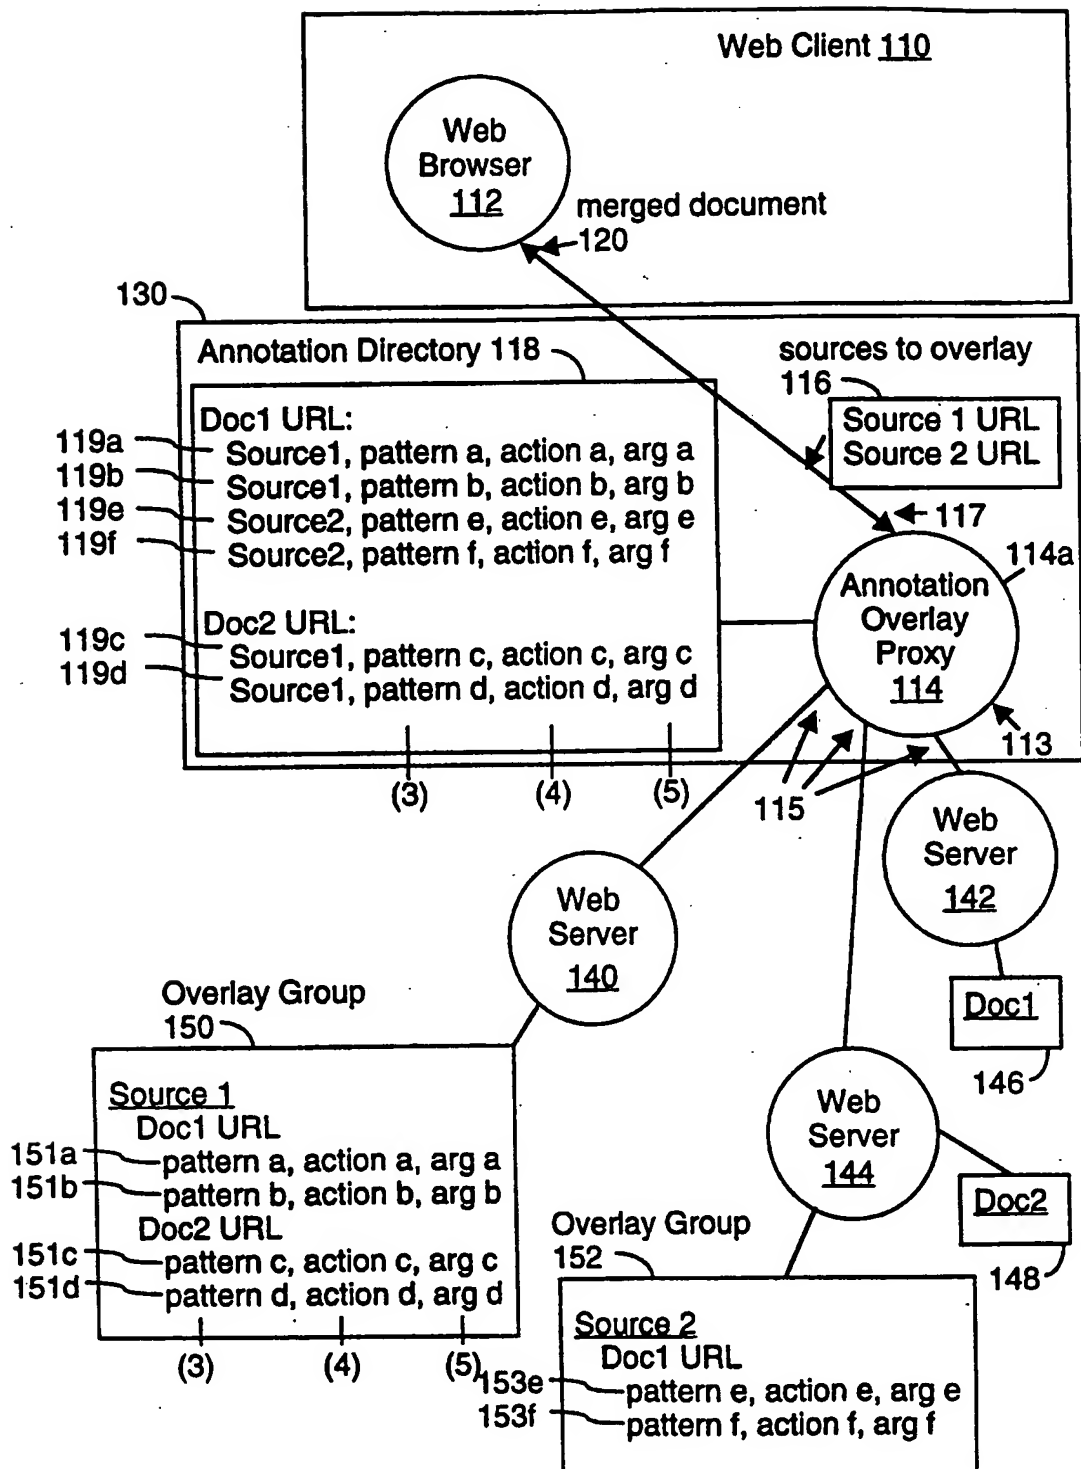 Web Client 110
Web
Browser
112
merged document
120
130
Annotation Directory 118
sources to overlay
116
Source 1 URL
Source 2 URL
Doc1 URL:
119a Source1, pattern a, action a, arg a
119b Source1, pattern b, action b, arg b
119e Source2, pattern e, action e, arg e
119f Source2, pattern f, action f, arg f
117
114a
Annotation
Overlay
Proxy
114
Doc2 URL:
119c Source1, pattern c, action c, arg c
119d Source1, pattern d, action d, arg d
113
(3) (4) (5)
115
Web
Server
142
Web
Server
140
Doc1
146
Overlay Group
150
Source 1
Doc1 URL
151a pattern a, action a, arg a
151b pattern b, action b, arg b
Doc2 URL
151c pattern c, action c, arg c
151d pattern d, action d, arg d
(3) (4) (5)
Web
Server
144
Doc2
148
Overlay Group
152
Source 2
Doc1 URL
153e pattern e, action e, arg e
153f pattern f, action f, arg f